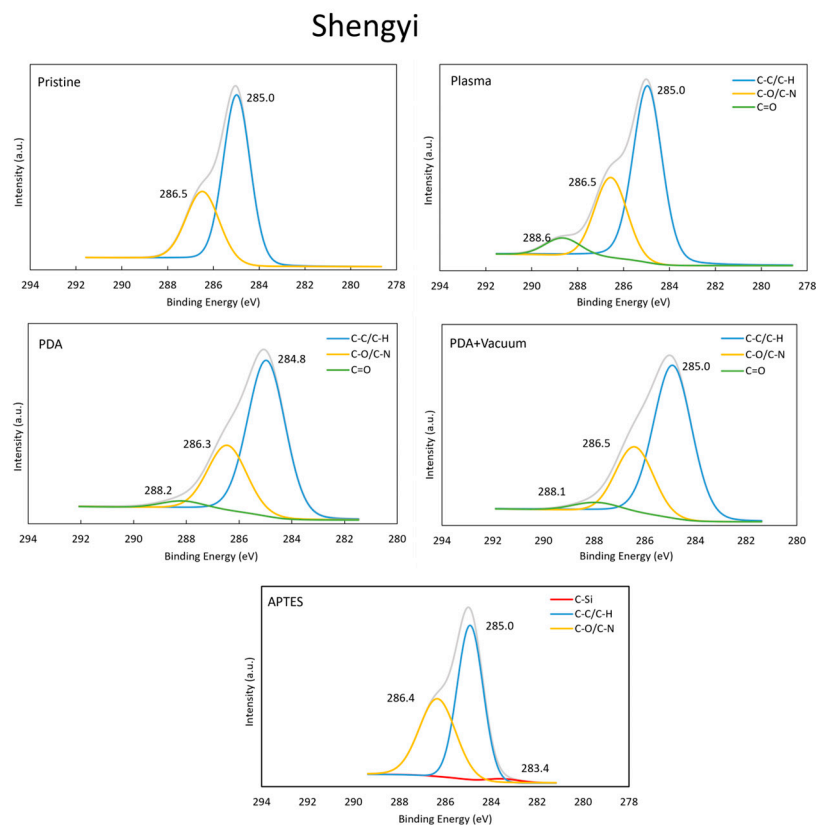 Shengyi
Pristine
285.0
286.5
Intensity (a.u.)
294 292 290 288 286 284 282 280 278
Binding Energy (eV)
Plasma
C-C/C-H
C-O/C-N
C=O
285.0
286.5
288.6
Intensity (a.u.)
294 292 290 288 286 284 282 280 278
Binding Energy (eV)
PDA
C-C/C-H
C-O/C-N
C=O
284.8
286.3
288.2
Intensity (a.u.)
294 292 290 288 286 284 282 280
Binding Energy (eV)
PDA+Vacuum
C-C/C-H
C-O/C-N
C=O
285.0
286.5
288.1
Intensity (a.u.)
294 292 290 288 286 284 282 280
Binding Energy (eV)
APTES
C-Si
C-C/C-H
C-O/C-N
285.0
286.4
283.4
Intensity (a.u.)
294 292 290 288 286 284 282 280 278
Binding Energy (eV)